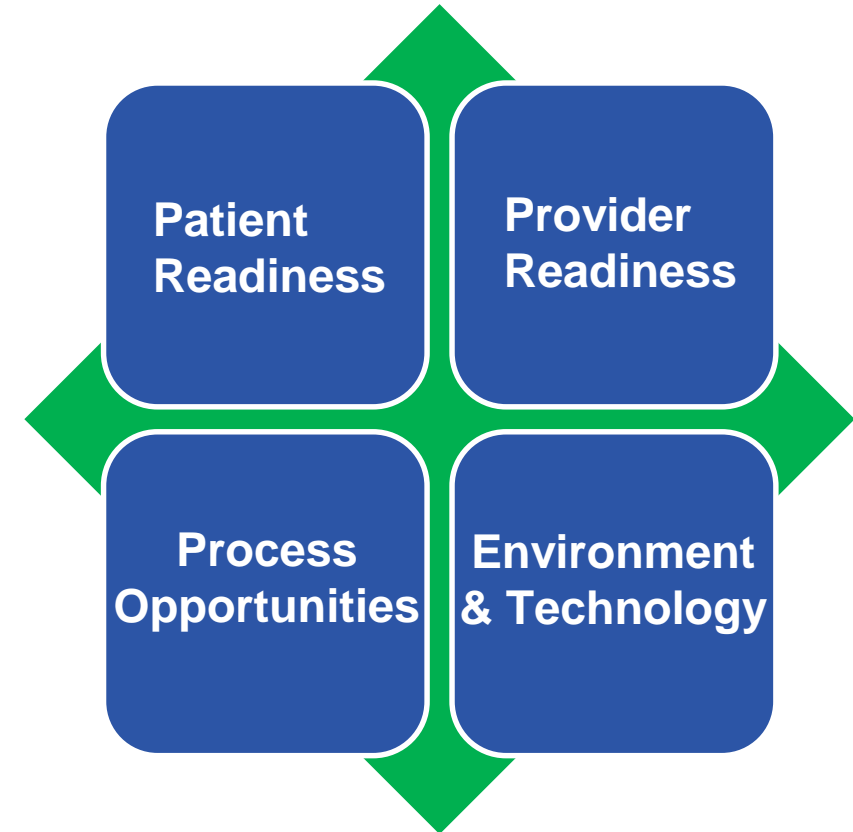 Patient
Readiness
Provider
Readiness
Process
Opportunities
Environment
& Technology